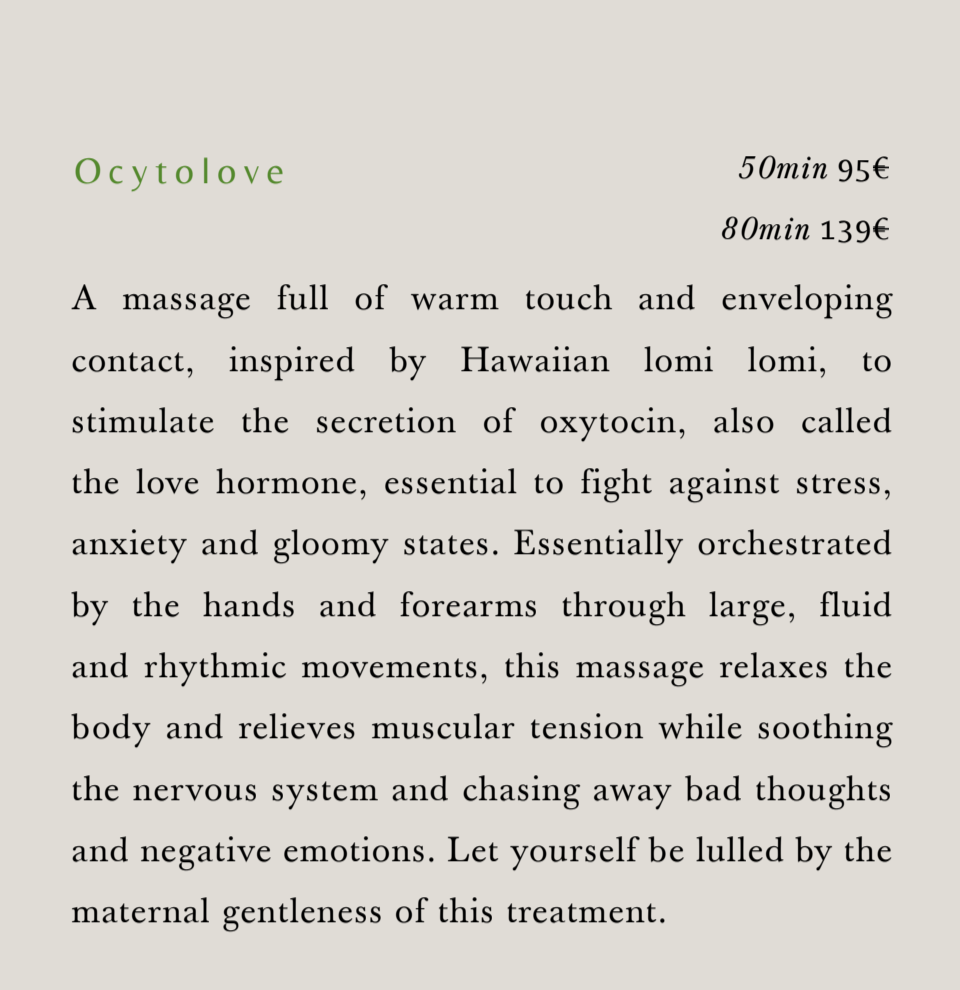 Ocytolove 50min 95€
80min 139€
A massage full of warm touch and enveloping
contact, inspired by Hawaiian lomi lomi, to
stimulate the secretion of oxytocin, also called
the love hormone, essential to fight against stress,
anxiety and gloomy states. Essentially orchestrated
by the hands and forearms through large, fluid
and rhythmic movements, this massage relaxes the
body and relieves muscular tension while soothing
the nervous system and chasing away bad thoughts
and negative emotions. Let yourself be lulled by the
maternal gentleness of this treatment.